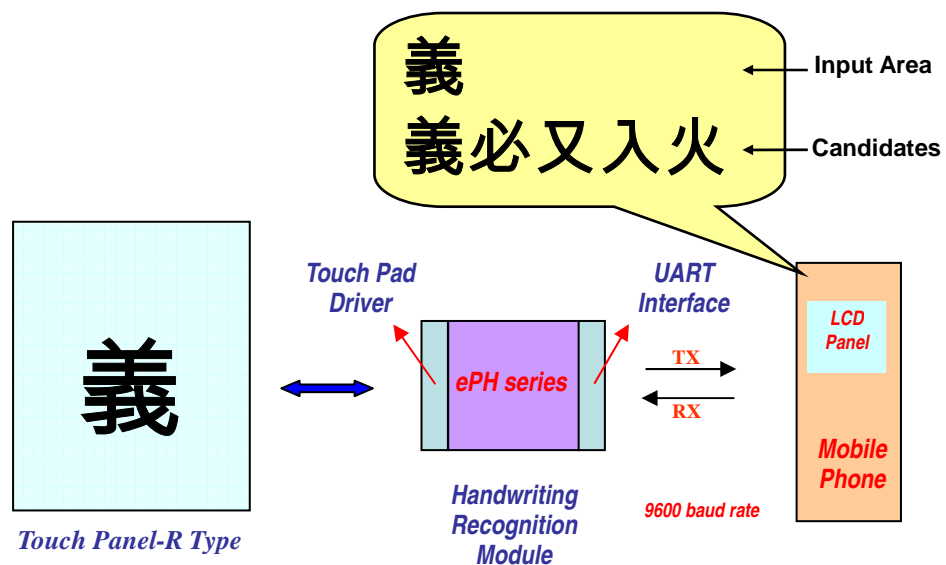 義
Input Area
義必又入火
Candidates
Touch Pad
Driver
UART
Interface
LCD
Panel
義
ePH series
TX
RX
Mobile
Phone
Handwriting
Recognition
Module
9600 baud rate
Touch Panel-R Type